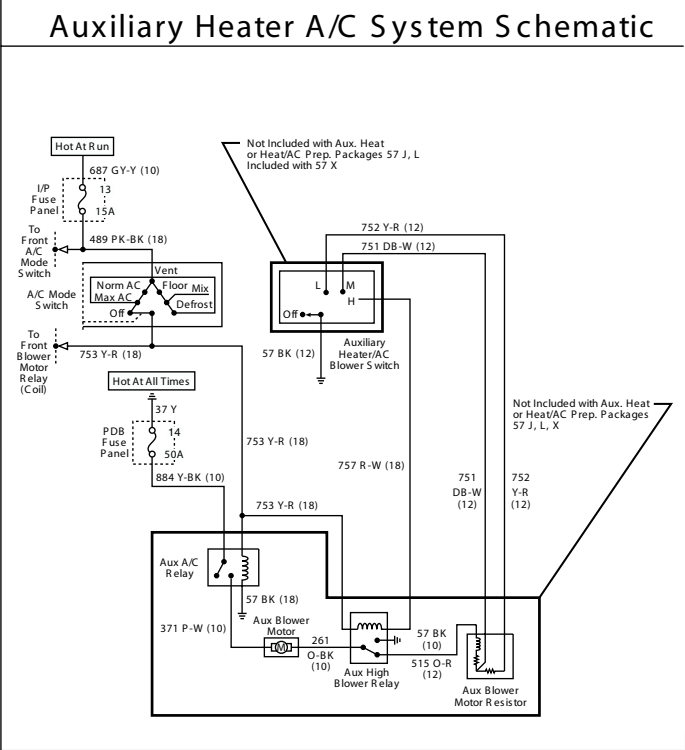 Auxiliary Heater A/C System Schematic
Hot At Run
687 GY-Y (10)
I/P
Fuse
Panel
13
15A
To
Front
A/C
Mode
Switch
489 PK-BK (18)
Vent
Norm AC
Floor
Mix
Max AC
Defrost
Off
A/C Mode
Switch
To
Front
Blower
Motor
Relay
(Coil)
753 Y-R (18)
Hot At All Times
37 Y
PDB
Fuse
Panel
14
50A
884 Y-BK (10)
753 Y-R (18)
753 Y-R (18)
Not Included with Aux. Heat
or Heat/AC Prep. Packages 57 J, L
Included with 57 X
752 Y-R (12)
751 DB-W (12)
L
M
H
Off
57 BK (12)
Auxiliary
Heater/AC
Blower Switch
757 R-W (18)
751
DB-W
(12)
752
Y-R
(12)
Not Included with Aux. Heat
or Heat/AC Prep. Packages
57 J, L, X
Aux A/C
Relay
57 BK (18)
371 P-W (10)
Aux Blower
Motor
M
261
O-BK
(10)
Aux High
Blower Relay
57 BK
(10)
515 O-R
(12)
Aux Blower
Motor Resistor